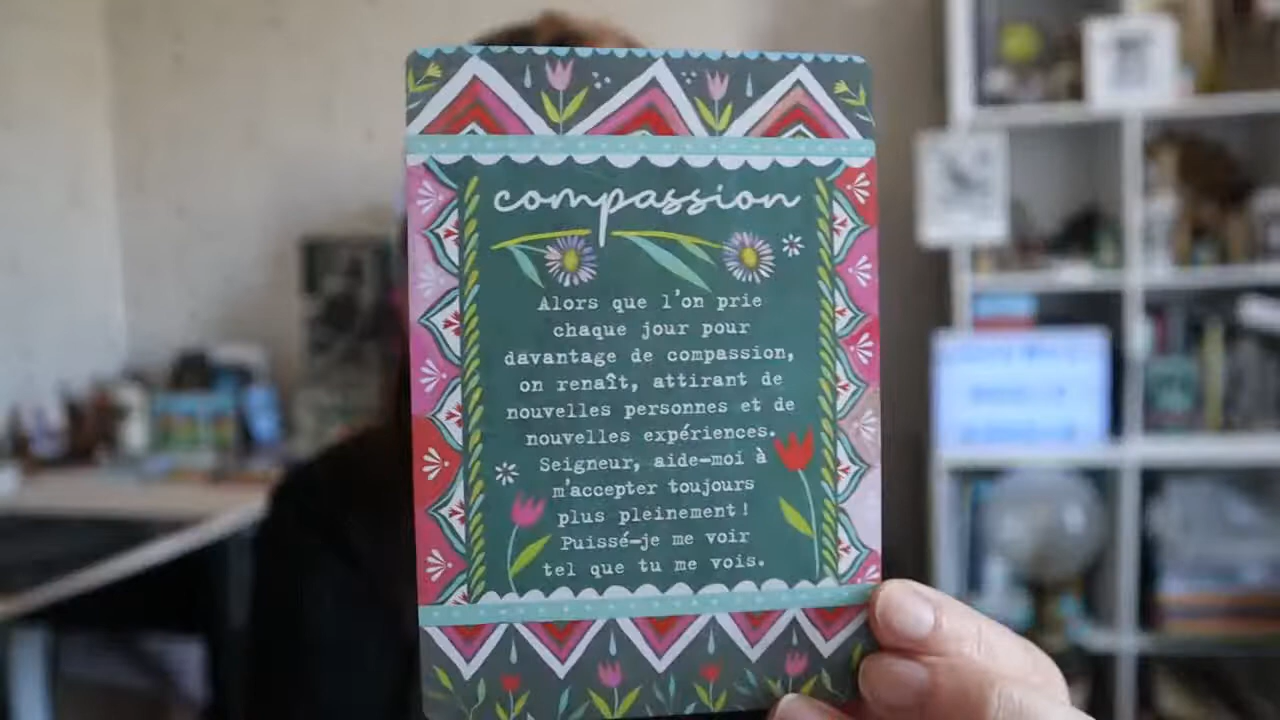 compassion
Alors que l'on prie
chaque jour pour
davantage de compassion,
on renaît, attirant de
nouvelles personnes et de
nouvelles expériences.
Seigneur, aide-moi à
m'accepter toujours
plus pleinement!
Puissé-je me voir
tel que tu me vois.